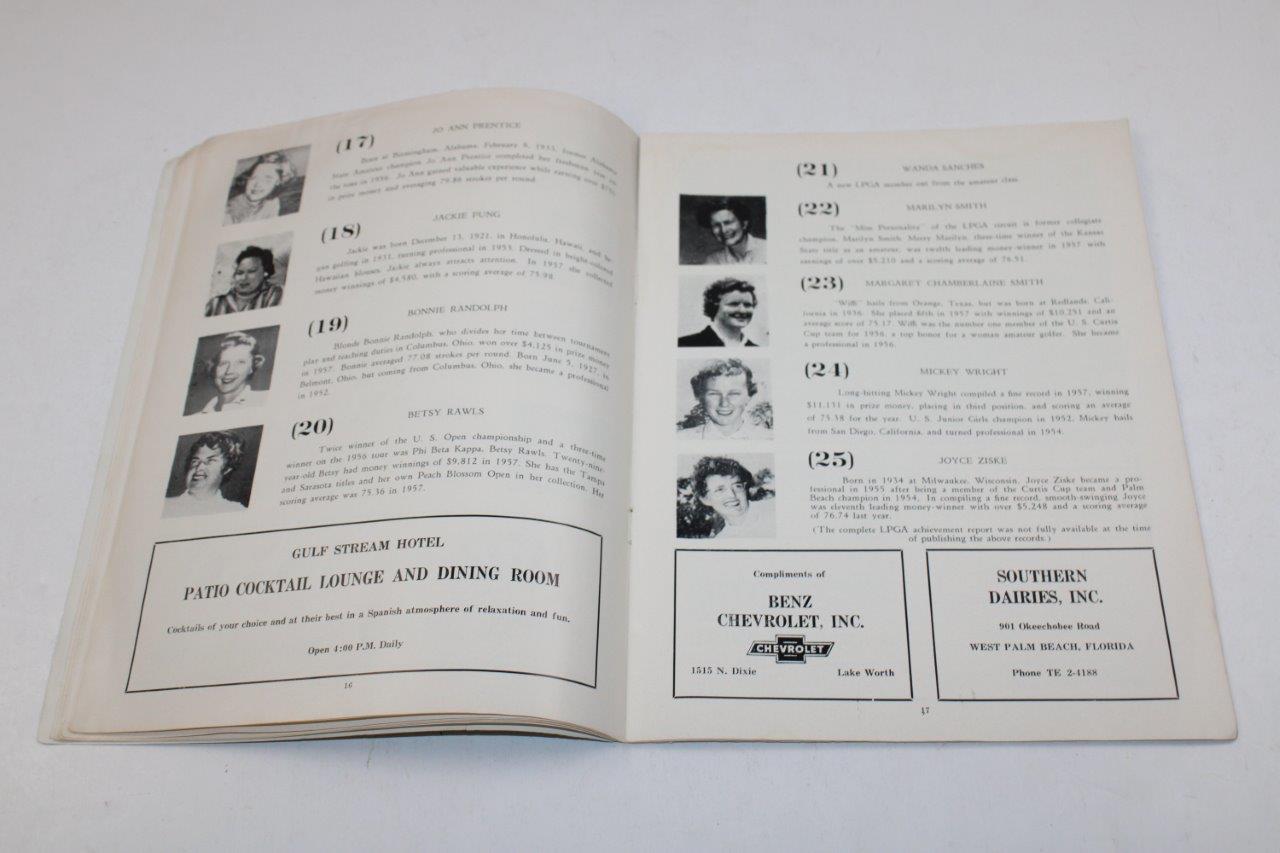 (17)
JO ANN PRENTICE
Born at Birmingham, Alabama, February 8, 1933, former Alabama
State Amateur champion Jo Ann Prentice completed her freshman year on
the tour in 1956. Jo Ann gained valuable experience while earning over
in prize money and averaging 79.86 strokes per round.
(18)
JACKIE PUNG
Jackie was born December 13, 1921, in Honolulu, Hawaii, and be-
gan golfing in 1931, turning professional in 1953. Dressed in bright-colored
Hawaiian blouses, Jackie always attracts attention. In 1957 she collected
money winnings of $4,580, with a scoring average of 75.98.
(19)
BONNIE RANDOLPH
Blonde Bonnie Randolph, who divides her time between tournament
play and teaching duties in Columbus, Ohio, won over $4,125 in prize money
in 1957. Bonnie averaged 77.08 strokes per round. Born June 5, 1927, in
Belmont, Ohio, but coming from Columbus, Ohio, she became a professional
in 1952.
(20)
BETSY RAWLS
Twice winner of the U. S. Open championship and a three-time
winner on the 1956 tour was Phi Beta Kappa, Betsy Rawls. Twenty-nine-
year-old Betsy had money winnings of $9,812 in 1957. She has the Tampa
and Sarasota titles and her own Peach Blossom Open in her collection. Her
scoring average was 75.36 in 1957.
GULF STREAM HOTEL
PATIO COCKTAIL LOUNGE AND DINING ROOM
Cocktails of your choice and at their best in a Spanish atmosphere of relaxation and fun.
Open 4:00 P.M. Daily
16
(21)
WANDA SANCHES
A new LPGA member out from the amateur class.
(22)
MARILYN SMITH
The "Miss Personality" of the LPGA circuit is former collegiate
champion, Marilyn Smith. Merry Marilyn, three-time winner of the Kansas
State title as an amateur, was twelfth leading money-winner in 1957 with
earnings of over $5,210 and a scoring average of 76.51.
(23)
MARGARET CHAMBERLAINE SMITH
"Wiffi" hails from Orange, Texas, but was born at Redlands, Cali-
fornia in 1936. She placed fifth in 1957 with winnings of $10,251 and an
average score of 75.17. Wiffi was the number one member of the U. S. Curtis
Cup team for 1956, a top honor for a woman amateur golfer. She became
a professional in 1956.
(24)
MICKEY WRIGHT
Long-hitting Mickey Wright compiled a fine record in 1957, winning
$11,131 in prize money, placing in third position, and scoring an average
of 75.38 for the year. U. S. Junior Girls champion in 1952, Mickey hails
from San Diego, California, and turned professional in 1954.
(25)
JOYCE ZISKE
Born in 1934 at Milwaukee, Wisconsin, Joyce Ziske became a pro-
fessional in 1955 after being a member of the Curtis Cup team and Palm
Beach champion in 1954. In compiling a fine record, smooth-swinging Joyce
was eleventh leading money-winner with over $5,248 and a scoring average
of 76.74 last year.
(The complete LPGA achievement report was not fully available at the time
of publishing the above records.)
Compliments of
BENZ
CHEVROLET, INC.
CHEVROLET
1515 N. Dixie Lake Worth
SOUTHERN
DAIRIES, INC.
901 Okeechobee Road
WEST PALM BEACH, FLORIDA
Phone TE 2-4188
17